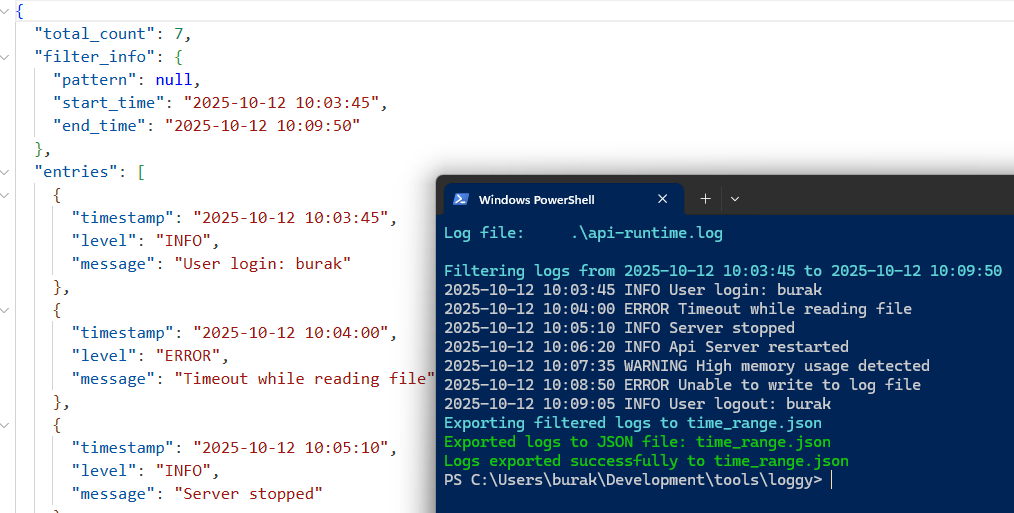 {
"total_count": 7,
"filter_info": {
"pattern": null,
"start_time": "2025-10-12 10:03:45",
"end_time": "2025-10-12 10:09:50"
},
"entries": [
{
"timestamp": "2025-10-12 10:03:45",
"level": "INFO",
"message": "User login: burak"
},
{
"timestamp": "2025-10-12 10:04:00",
"level": "ERROR",
"message": "Timeout while reading file"
},
{
"timestamp": "2025-10-12 10:05:10",
"level": "INFO",
"message": "Server stopped"
Windows PowerShell
Log file: .\api-runtime.log
Filtering logs from 2025-10-12 10:03:45 to 2025-10-12 10:09:50
2025-10-12 10:03:45 INFO User login: burak
2025-10-12 10:04:00 ERROR Timeout while reading file
2025-10-12 10:05:10 INFO Server stopped
2025-10-12 10:06:20 INFO Api Server restarted
2025-10-12 10:07:35 WARNING High memory usage detected
2025-10-12 10:08:50 ERROR Unable to write to log file
2025-10-12 10:09:05 INFO User logout: burak
Exporting filtered logs to time_range.json
Exported logs to JSON file: time_range.json
Logs exported successfully to time_range.json
PS C:\Users\burak\Development\tools\loggy>